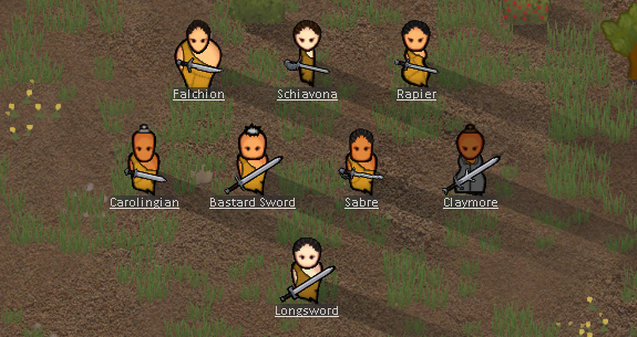 Falchion
Schiavona
Rapier
Carolingian
Bastard Sword
Sabre
Claymore
Longsword